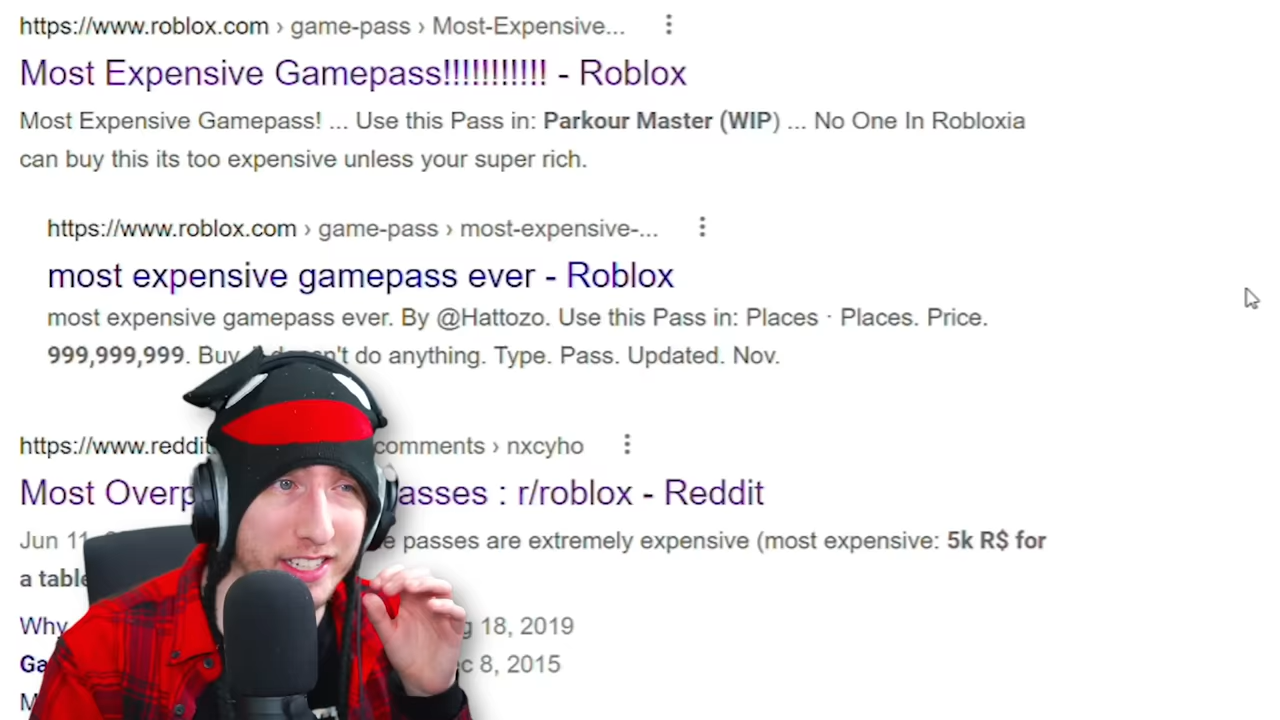 https://www.roblox.com › game-pass › Most-Expensive...
Most Expensive Gamepass!!!!!!!!!!! - Roblox
Most Expensive Gamepass! ... Use this Pass in: Parkour Master (WIP) ... No One In Robloxia
can buy this its too expensive unless your super rich.
https://www.roblox.com › game-pass › most-expensive-...
most expensive gamepass ever - Roblox
most expensive gamepass ever. By @Hattozo. Use this Pass in: Places · Places. Price.
999,999,999. Buy do anything. Type. Pass. Updated. Nov.
https://www.reddit comments › nxcyho
Most : r/roblox - Reddit
Jun 11 passes are extremely expensive (most expensive: 5k R$ for
a table
Why 18, 2019
8, 2015